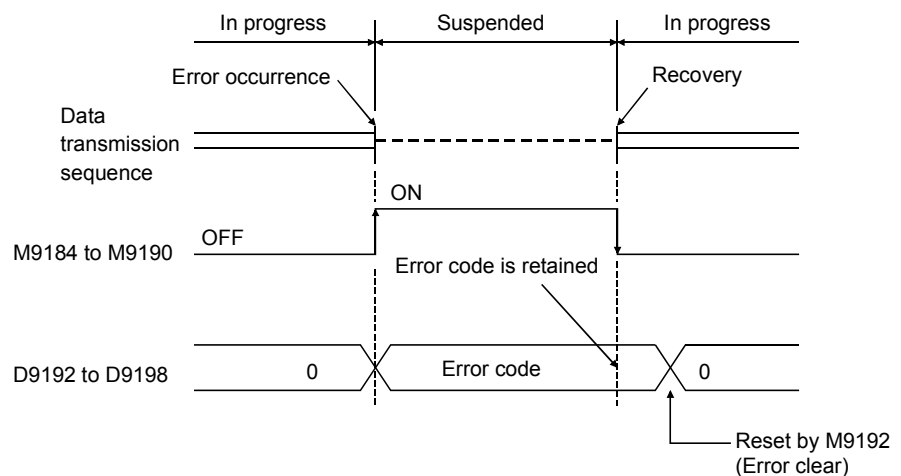 In progress
Suspended
In progress
Error occurrence
Recovery
Data
transmission
sequence
ON
OFF
M9184 to M9190
Error code is retained
D9192 to D9198
0
Error code
0
Reset by M9192
(Error clear)